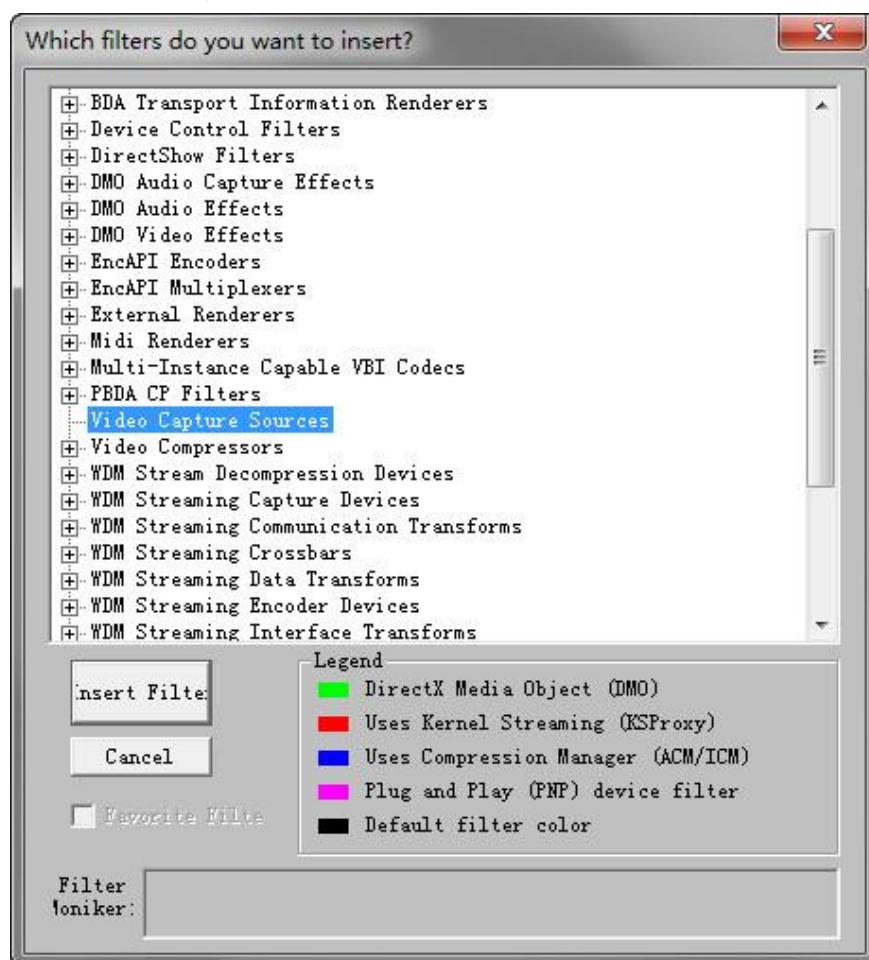 Which filters do you want to insert?
BDA Transport Information Renderers
Device Control Filters
DirectShow Filters
DMO Audio Capture Effects
DMO Audio Effects
DMO Video Effects
EncAPI Encoders
EncAPI Multiplexers
External Renderers
Midi Renderers
Multi-Instance Capable VBI Codecs
PBDA CP Filters
Video Capture Sources
Video Compressors
WDM Stream Decompression Devices
WDM Streaming Capture Devices
WDM Streaming Communication Transforms
WDM Streaming Crossbars
WDM Streaming Data Transforms
WDM Streaming Encoder Devices
WDM Streaming Interface Transforms
nsert Filte
Cancel
Favorite Filte
Legend
DirectX Media Object (DMO)
Uses Kernel Streaming (KSProxy)
Uses Compression Manager (ACM/ICM)
Plug and Play (PNP) device filter
Default filter color
Filter
oniker: